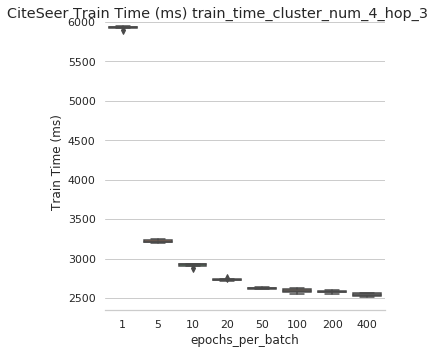 CiteSeer Train Time (ms) train_time_cluster_num_4_hop_3
6000
5500
5000
4500
4000
3500
3000
2500
Train Time (ms)
1 5 10 20 50 100 200 400
epochs_per_batch